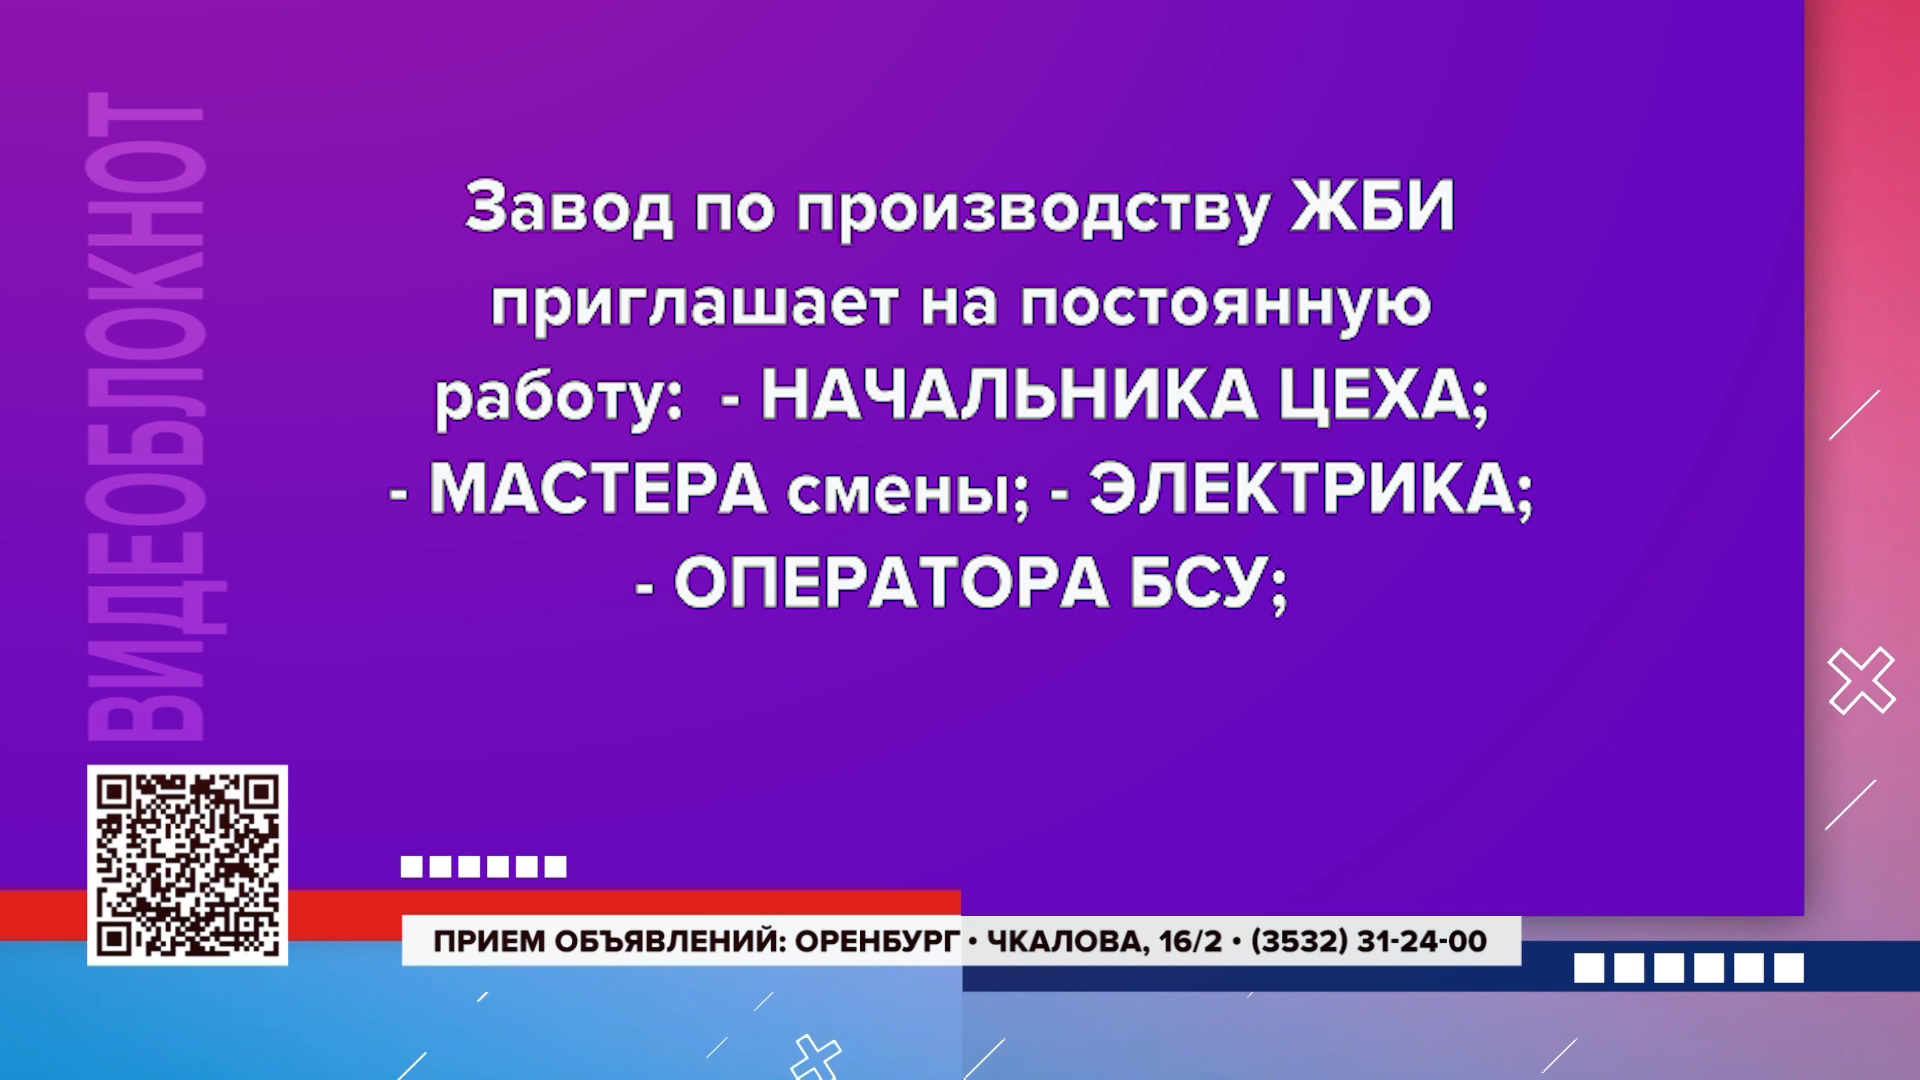 ВИДЕОБЛОКНОТ
Завод по производству ЖБИ
приглашает на постоянную
работу:  - НАЧАЛЬНИКА ЦЕХА;
- МАСТЕРА смены; - ЭЛЕКТРИКА;
- ОПЕРАТОРА БСУ;
ПРИЕМ ОБЪЯВЛЕНИЙ: ОРЕНБУРГ • ЧКАЛОВА, 16/2 • (3532) 31-24-00